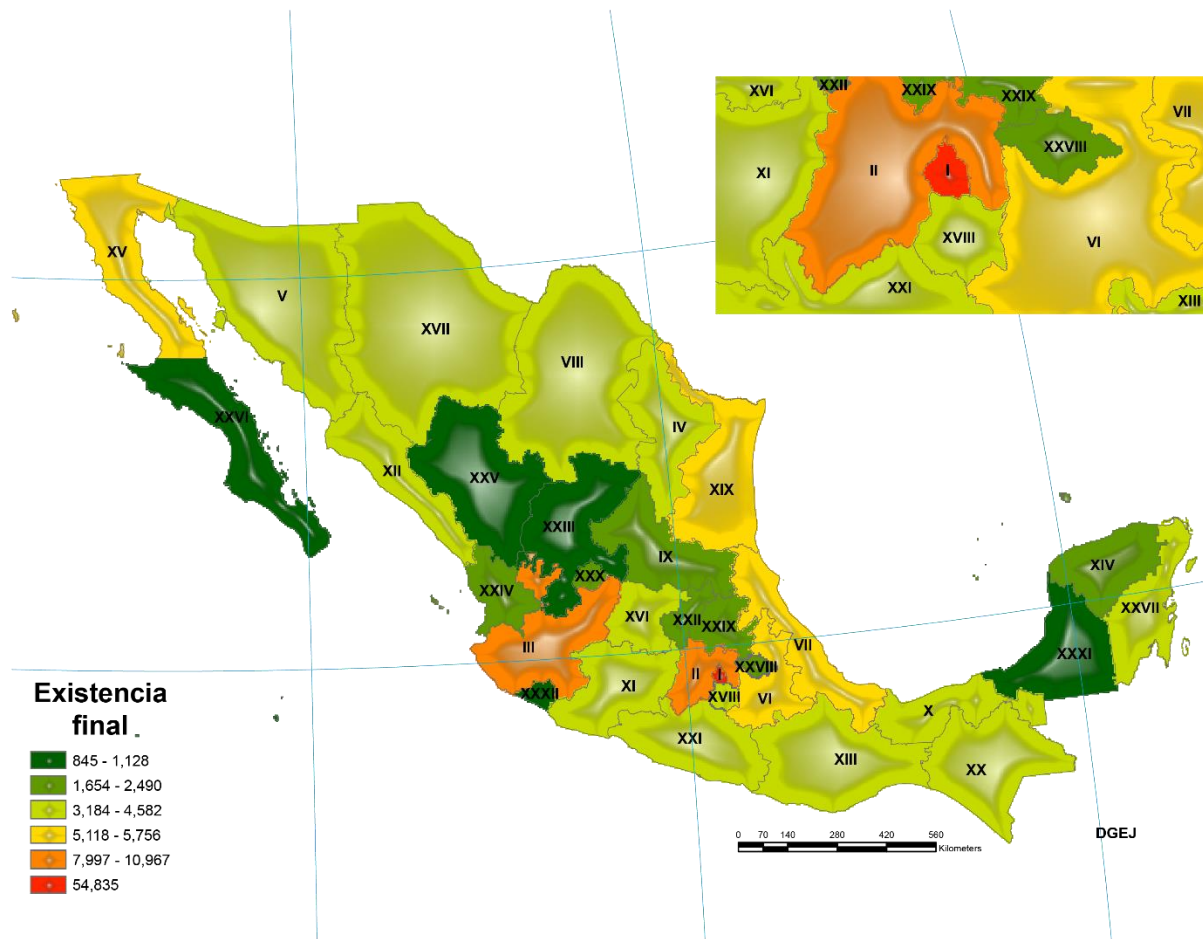 XVI
XXII
XXIX
XXIX
VII
XXVIII
XI
II
I
XVIII
VI
XXI
XIII
XV
V
XVII
VIII
XXVI
IV
XII
XXV
XIX
XXIII
IX
XXX
XXIV
XIV
XVI
XXII
XXIX
XXVII
III
XXVIII
VII
XXXI
II
I
XI
XXXII
XVIII
VI
X
XXI
XIII
XX
Existencia
final
845 - 1,128
1,654 - 2,490
3,184 - 4,582
5,118 - 5,756
7,997 - 10,967
54,835
0 70 140 280 420 560
Kilometers
DGEJ